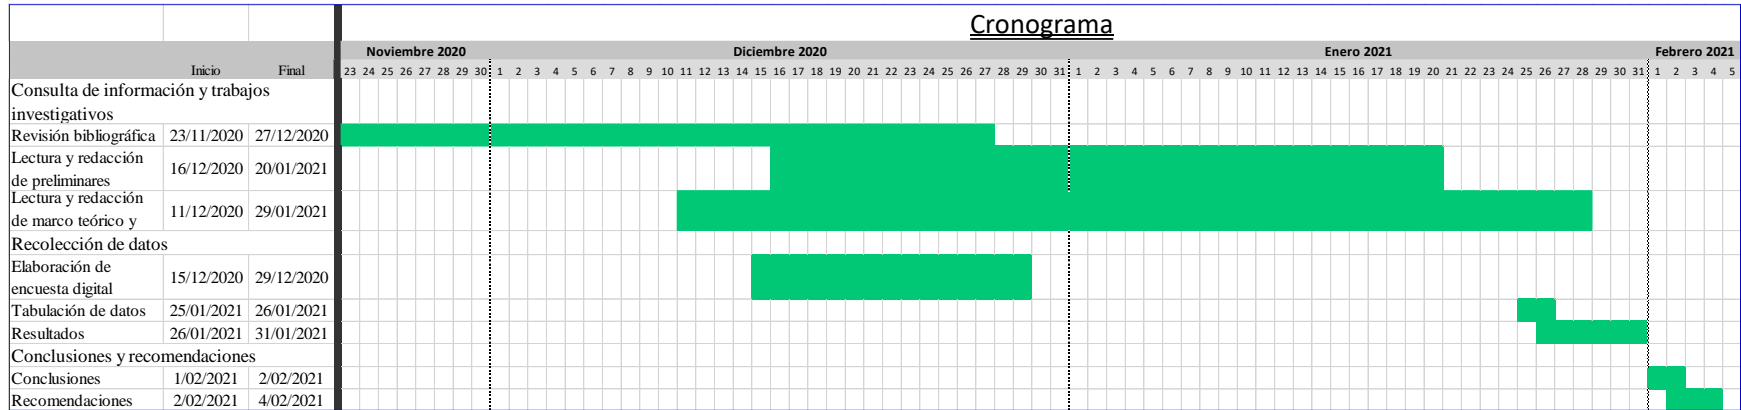 Cronograma
Noviembre 2020 Diciembre 2020 Enero 2021 Febrero 2021
Inicio Final 23 24 25 26 27 28 29 30 1 2 3 4 5 6 7 8 9 10 11 12 13 14 15 16 17 18 19 20 21 22 23 24 25 26 27 28 29 30 31 1 2 3 4 5 6 7 8 9 10 11 12 13 14 15 16 17 18 19 20 21 22 23 24 25 26 27 28 29 30 31 1 2 3 4 5
Consulta de información y trabajos
investigativos
Revisión bibliográfica 23/11/2020 27/12/2020
Lectura y redacción
de preliminares 16/12/2020 20/01/2021
Lectura y redacción
de marco teórico y 11/12/2020 29/01/2021
Recolección de datos
Elaboración de
encuesta digital 15/12/2020 29/12/2020
Tabulación de datos 25/01/2021 26/01/2021
Resultados 26/01/2021 31/01/2021
Conclusiones y recomendaciones
Conclusiones 1/02/2021 2/02/2021
Recomendaciones 2/02/2021 4/02/2021